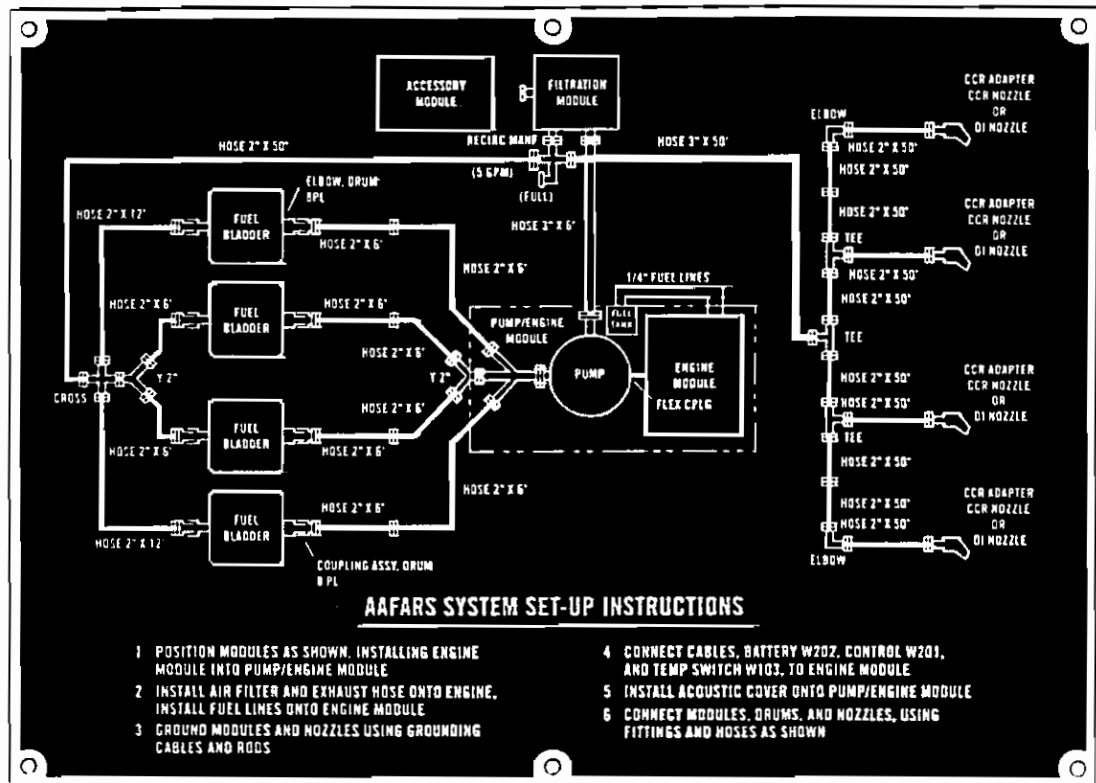 ACCESSORY
MODULE
FILTRATION
MODULE
RECIRC MANF
HOSE 2" X 50'
(5 GPM)
(FULL)
HOSE 3" X 50'
HOSE 3" X 6'
ELBOW
CCR ADAPTER
CCR NOZZLE
OR
DI NOZZLE
HOSE 2" X 50'
HOSE 2" X 50'
HOSE 2" X 50'
TEE
CCR ADAPTER
CCR NOZZLE
OR
DI NOZZLE
HOSE 2" X 50'
HOSE 2" X 50'
TEE
HOSE 2" X 50'
HOSE 2" X 50'
TEE
CCR ADAPTER
CCR NOZZLE
OR
DI NOZZLE
HOSE 2" X 50'
HOSE 2" X 50'
HOSE 2" X 50'
ELBOW
CCR ADAPTER
CCR NOZZLE
OR
DI NOZZLE
ELBOW, DRUM
8PL
HOSE 2" X 12'
FUEL
BLADDER
HOSE 2" X 6'
HOSE 2" X 6'
HOSE 2" X 6'
FUEL
BLADDER
HOSE 2" X 6'
HOSE 2" X 6'
Y 2"
CROSS
Y 2"
HOSE 2" X 6'
HOSE 2" X 6'
FUEL
BLADDER
HOSE 2" X 6'
HOSE 2" X 6'
HOSE 2" X 12'
FUEL
BLADDER
HOSE 2" X 6'
COUPLING ASSY, DRUM
8 PL
1/4" FUEL LINES
PUMP/ENGINE
MODULE
FUEL
TANK
PUMP
ENGINE
MODULE
FLEX CPLG
AAFARS SYSTEM SET-UP INSTRUCTIONS
1 POSITION MODULES AS SHOWN, INSTALLING ENGINE
MODULE INTO PUMP/ENGINE MODULE
2 INSTALL AIR FILTER AND EXHAUST HOSE ONTO ENGINE,
INSTALL FUEL LINES ONTO ENGINE MODULE
3 GROUND MODULES AND NOZZLES USING GROUNDING
CABLES AND RODS
4 CONNECT CABLES, BATTERY W202, CONTROL W201,
AND TEMP SWITCH W103, TO ENGINE MODULE
5 INSTALL ACOUSTIC COVER ONTO PUMP/ENGINE MODULE
6 CONNECT MODULES, DRUMS, AND NOZZLES, USING
FITTINGS AND HOSES AS SHOWN